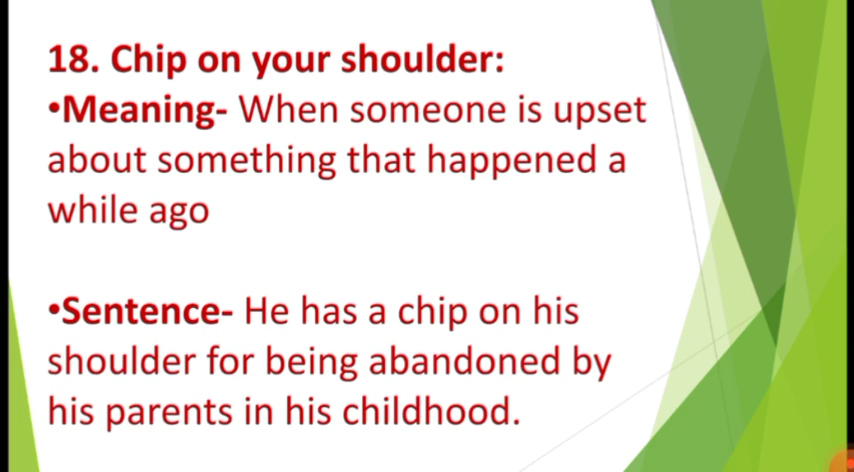 18. Chip on your shoulder:
•Meaning- When someone is upset
about something that happened a
while ago
•Sentence- He has a chip on his
shoulder for being abandoned by
his parents in his childhood.